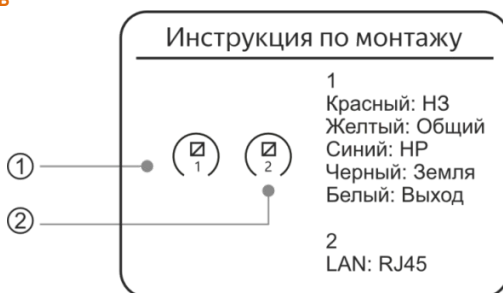 в
Инструкция по монтажу
1
Красный: НЗ
Желтый: Общий
Синий: НР
Черный: Земля
Белый: Выход
1
2
1
2
2
LAN: RJ45